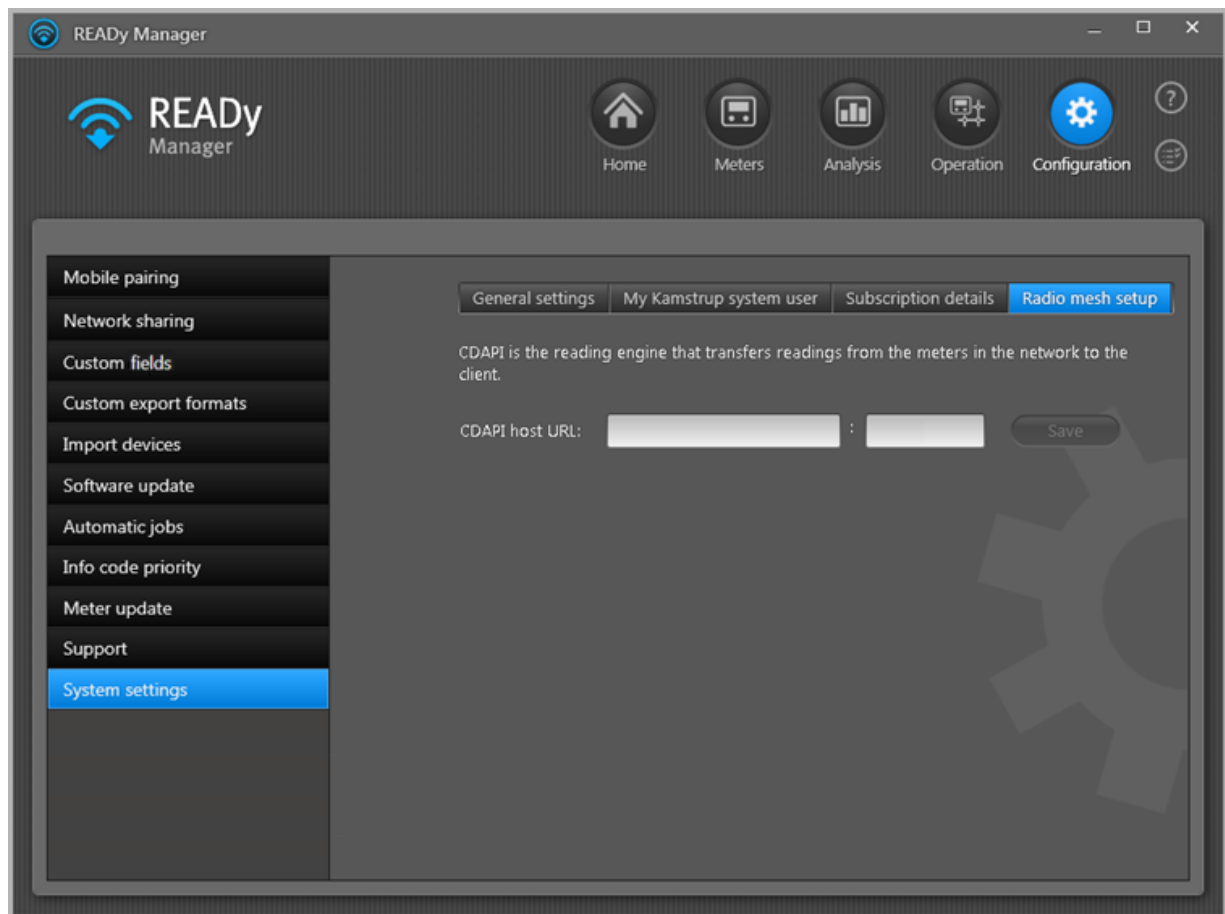 READy Manager
READy
Manager
Home
Meters
Analysis
Operation
Configuration
?
Mobile pairing
Network sharing
Custom fields
Custom export formats
Import devices
Software update
Automatic jobs
Info code priority
Meter update
Support
System settings
General settings
My Kamstrup system user
Subscription details
Radio mesh setup
CDAPI is the reading engine that transfers readings from the meters in the network to the
client.
CDAPI host URL: : Save